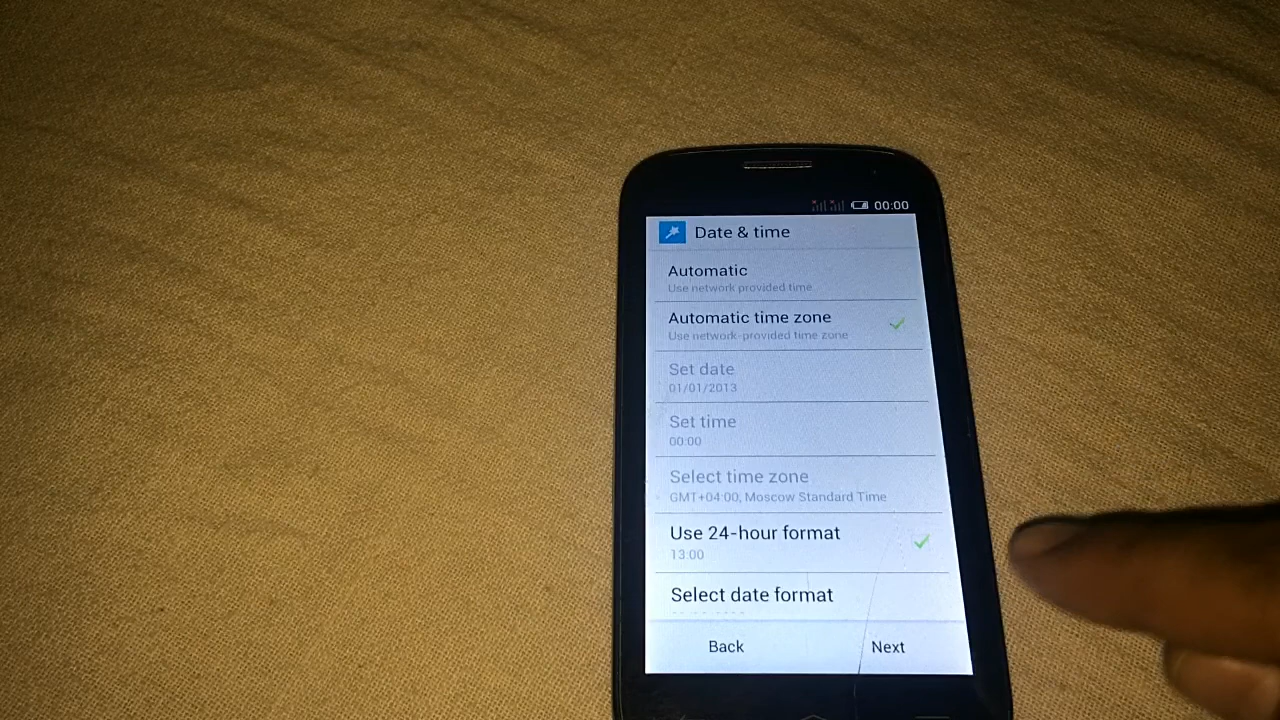 00:00
Date & time
Automatic
Use network provided time
Automatic time zone
Use network-provided time zone
Set date
01/01/2013
Set time
00:00
Select time zone
GMT+04:00, Moscow Standard Time
Use 24-hour format
13:00
Select date format
Back
Next